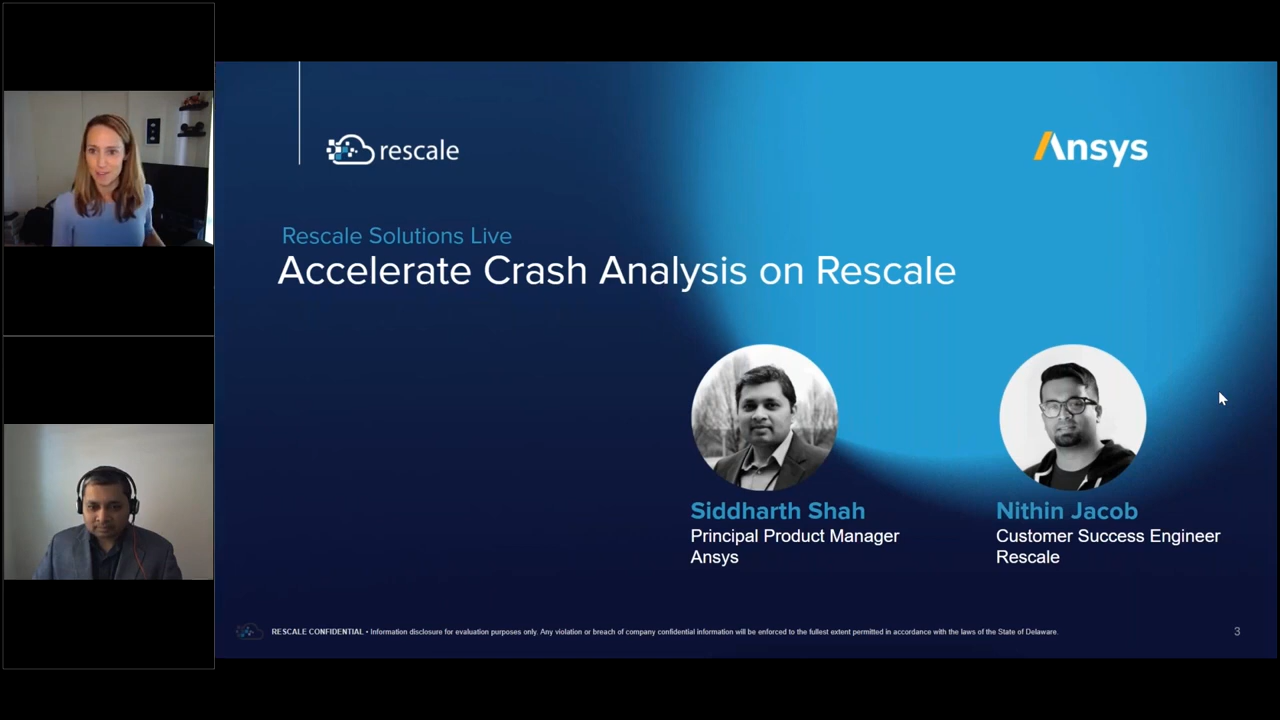 rescale
Ansys
Rescale Solutions Live
Accelerate Crash Analysis on Rescale
Siddharth Shah
Principal Product Manager
Ansys
Nithin Jacob
Customer Success Engineer
Rescale
RESCALE CONFIDENTIAL • Information disclosure for evaluation purposes only. Any violation or breach of company confidential information will be enforced to the fullest extent permitted in accordance with the laws of the State of Delaware.
3